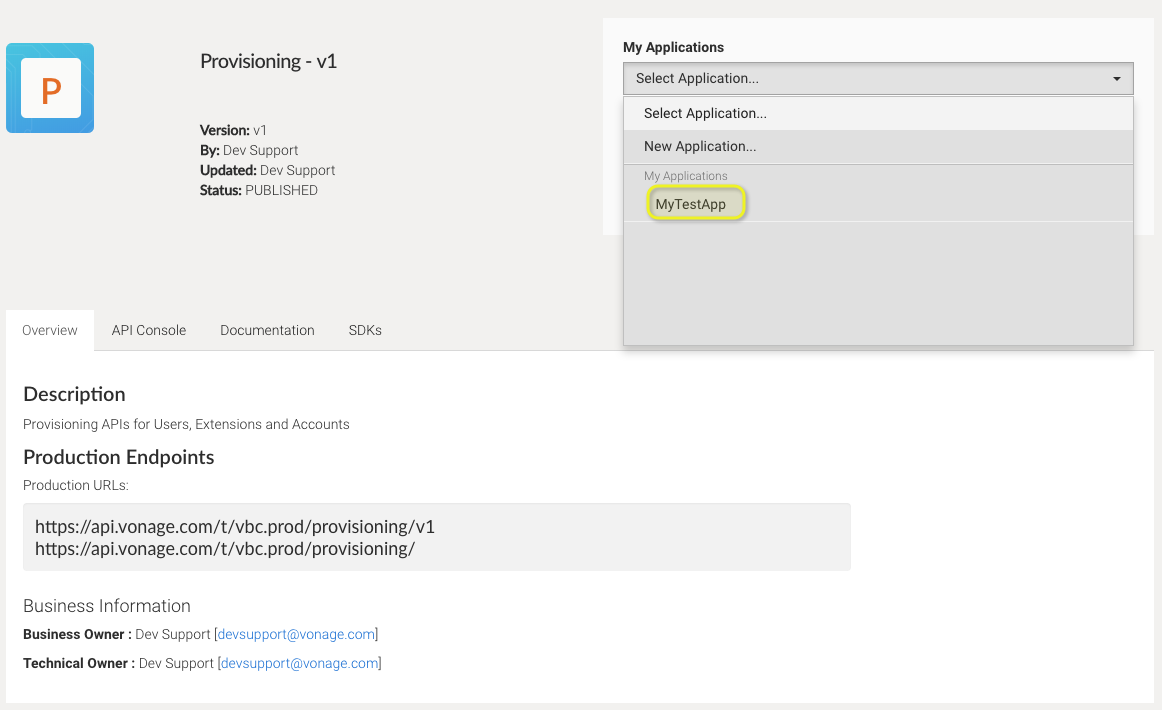 P
Provisioning - v1
Version: v1
By: Dev Support
Updated: Dev Support
Status: PUBLISHED
My Applications
Select Application...
Select Application...
New Application...
My Applications
MyTestApp
Overview
API Console
Documentation
SDKs
Description
Provisioning APIs for Users, Extensions and Accounts
Production Endpoints
Production URLs:
https://api.vonage.com/t/vbc.prod/provisioning/v1
https://api.vonage.com/t/vbc.prod/provisioning/
Business Information
Business Owner : Dev Support [devsupport@vonage.com]
Technical Owner : Dev Support [devsupport@vonage.com]